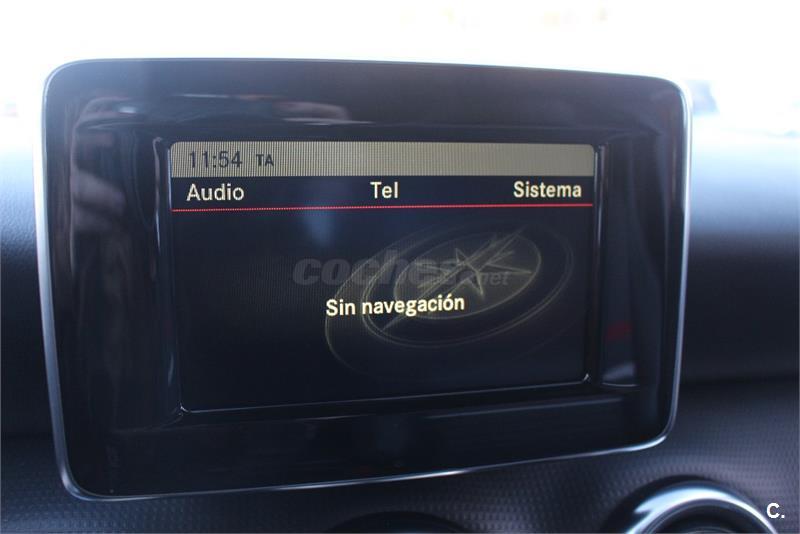 11:54 TA
Audio Tel Sistema
coches.net
Sin navegación
C.